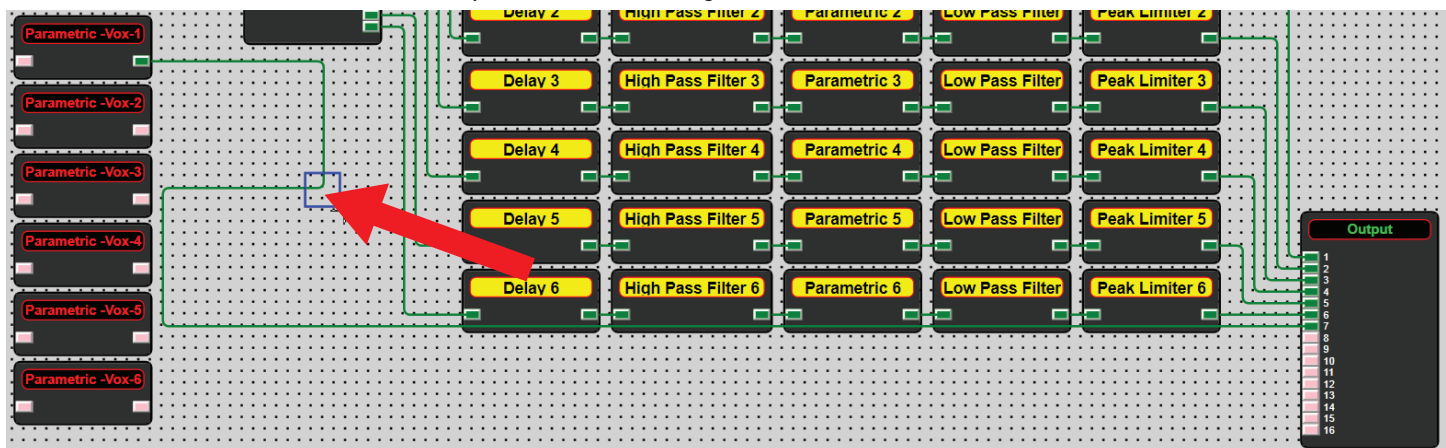 Delay 2
High Pass Filter 2
Parametric 2
Low Pass Filter
Peak Limiter 2
Parametric -Vox-1
Delay 3
High Pass Filter 3
Parametric 3
Low Pass Filter
Peak Limiter 3
Parametric -Vox-2
Delay 4
High Pass Filter 4
Parametric 4
Low Pass Filter
Peak Limiter 4
Parametric -Vox-3
Delay 5
High Pass Filter 5
Parametric 5
Low Pass Filter
Peak Limiter 5
Parametric -Vox-4
Delay 6
High Pass Filter 6
Parametric 6
Low Pass Filter
Peak Limiter 6
Parametric -Vox-5
Parametric -Vox-6
Output
1
2
3
4
5
6
7
8
9
10
11
12
13
14
15
16